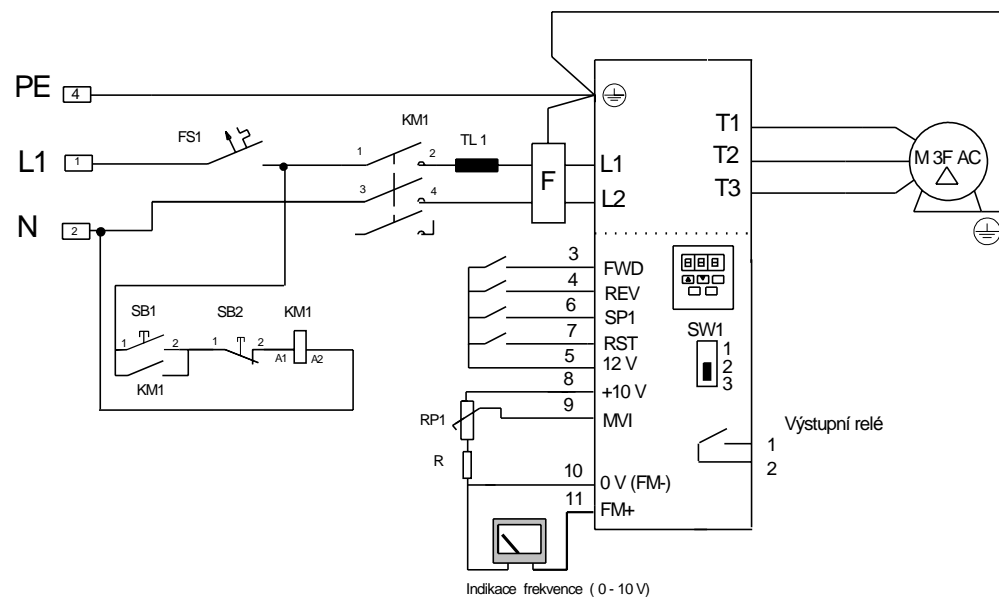 PE 4
FS1
KM1
TL 1
L1 1
1 2
3 4
N 2
F
L1
L2
T1
T2
T3
M 3F AC
SB1
SB2
KM1
1 2
1 2
A1 A2
KM1
3 FWD
4 REV
6 SP1
7 RST
5 12 V
8 +10 V
9 MVI
RP1
R
10 0 V (FM-)
11 FM+
888
SW1
1
2
3
Výstupní relé
1
2
Indikace frekvence ( 0 - 10 V)